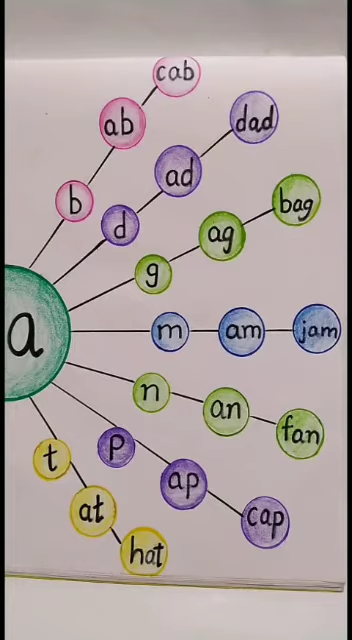 a
b ab cab
d ad dad
g ag bag
m am jam
n an fan
p ap cap
t at hat